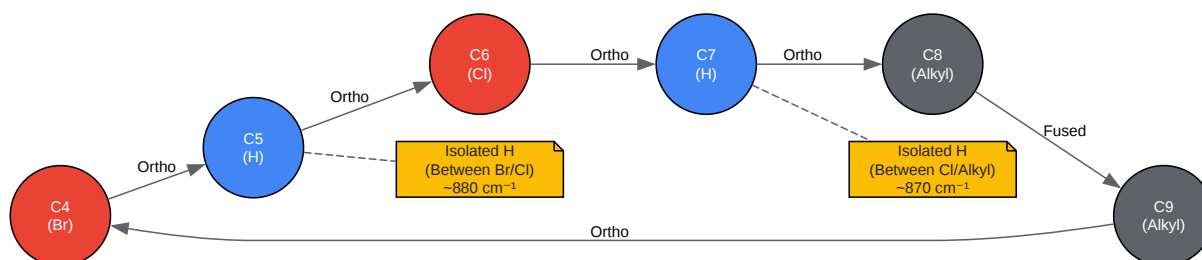 C4
(Br)
Ortho
C5
(H)
Ortho
C6
(Cl)
Ortho
C7
(H)
Ortho
C8
(Alkyl)
Fused
C9
(Alkyl)
Ortho
Isolated H
(Between Br/Cl)
~880 cm⁻¹
Isolated H
(Between Cl/Alkyl)
~870 cm⁻¹